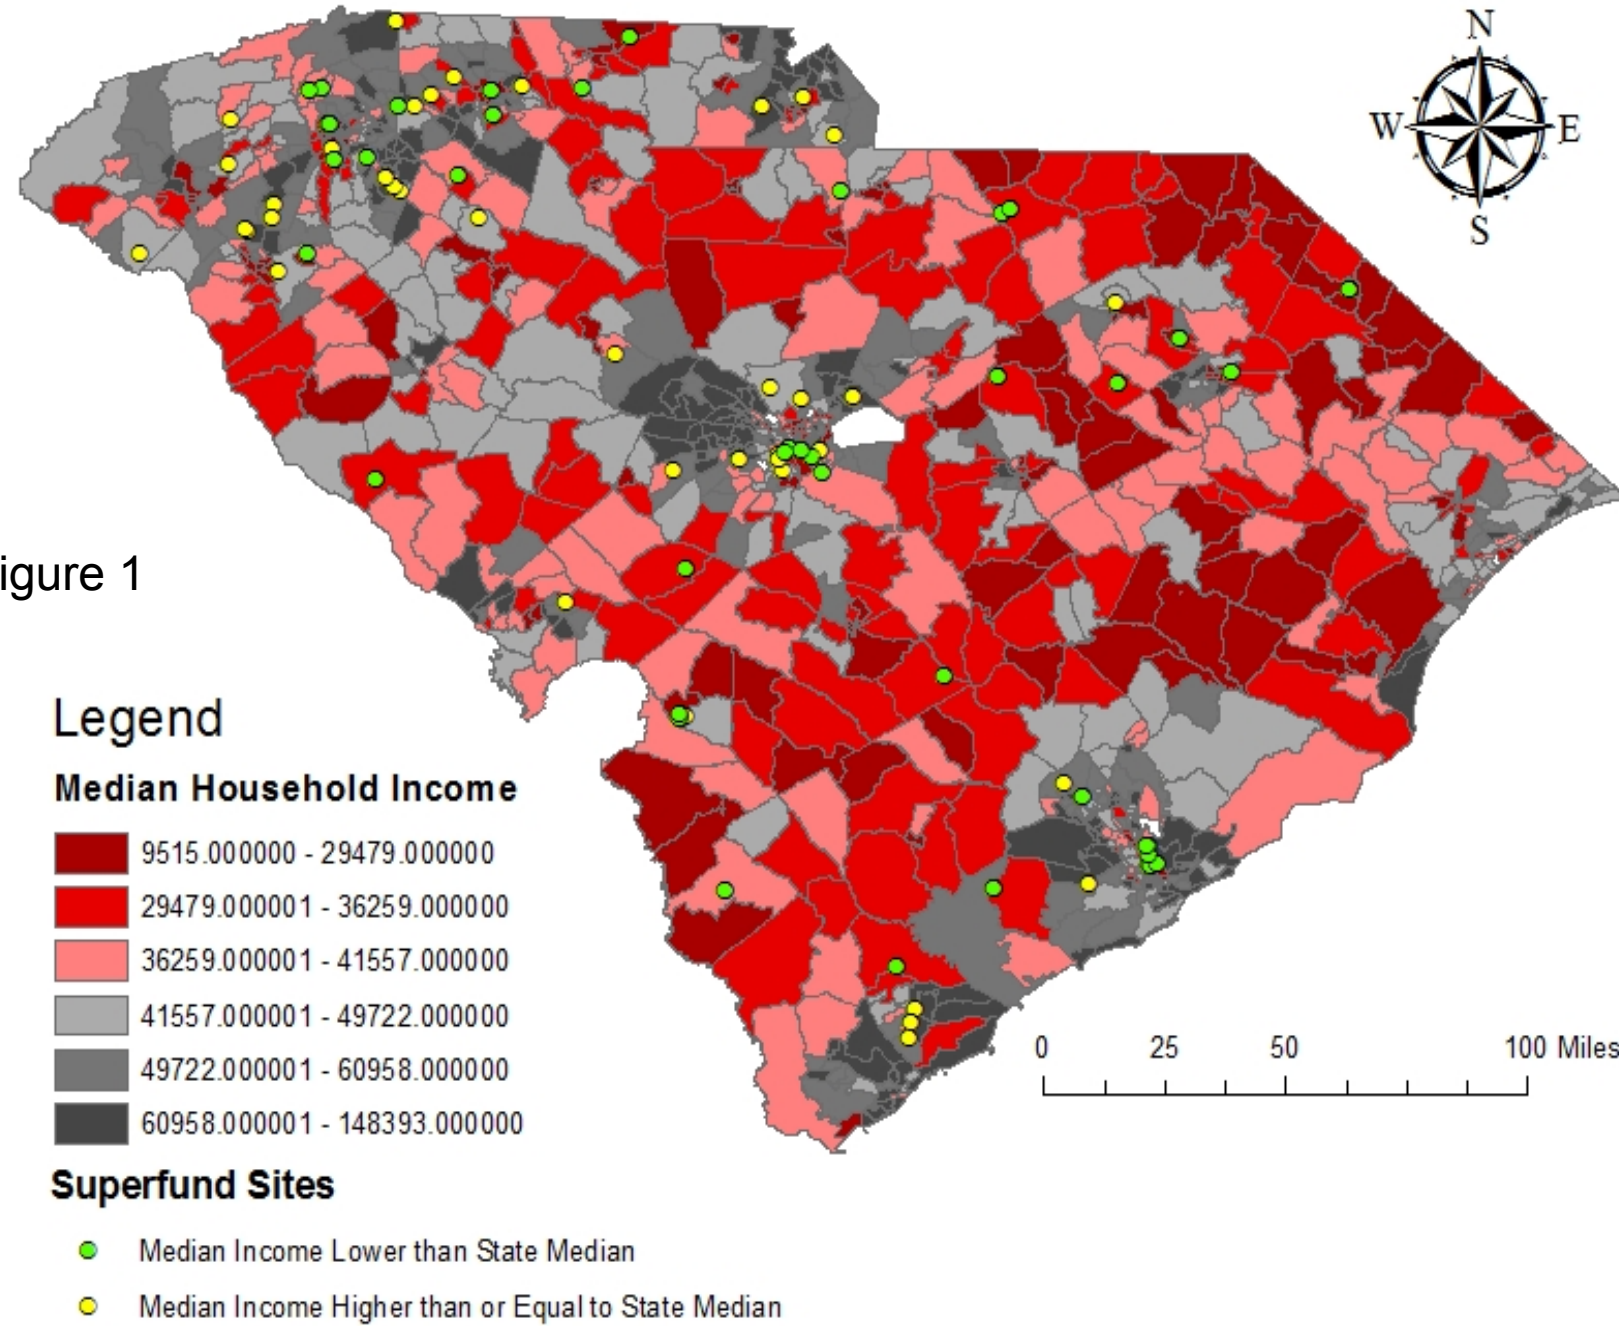 N
W E
S
igure 1
Legend
Median Household Income
9515.000000 - 29479.000000
29479.000001 - 36259.000000
36259.000001 - 41557.000000
41557.000001 - 49722.000000
49722.000001 - 60958.000000
60958.000001 - 148393.000000
0 25 50 100 Miles
Superfund Sites
Median Income Lower than State Median
Median Income Higher than or Equal to State Median